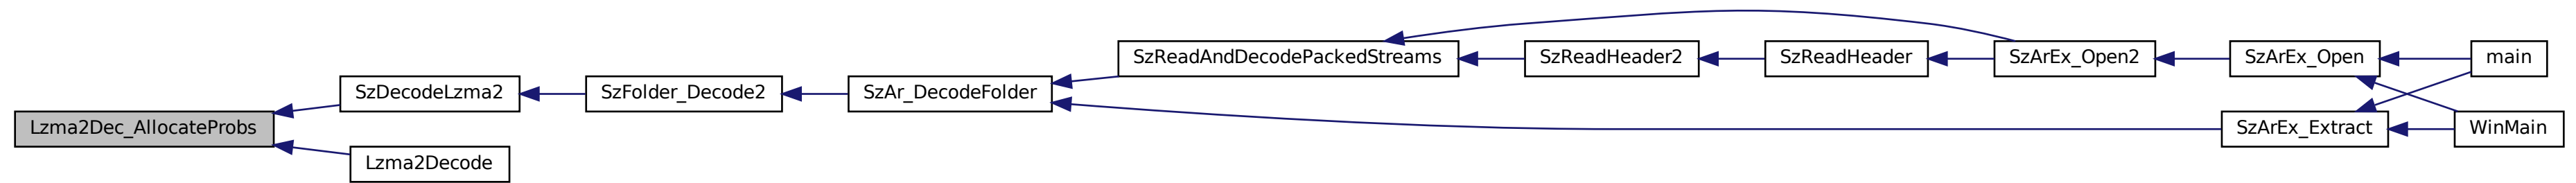 Lzma2Dec_AllocateProbs
SzDecodeLzma2
Lzma2Decode
SzFolder_Decode2
SzAr_DecodeFolder
SzReadAndDecodePackedStreams
SzReadHeader2
SzReadHeader
SzArEx_Open2
SzArEx_Open
SzArEx_Extract
main
WinMain